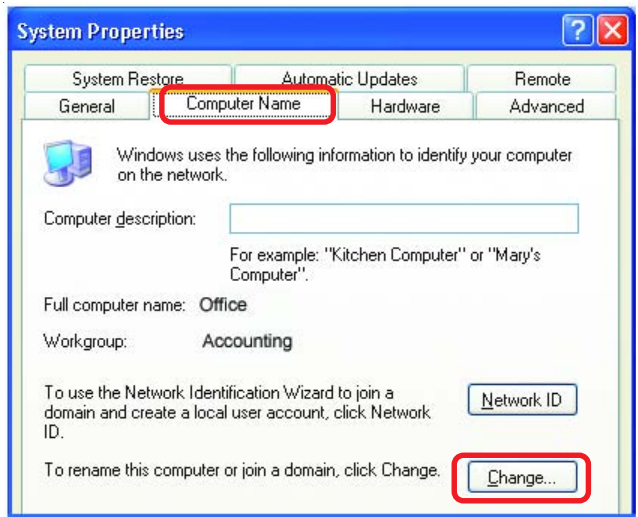 System Properties
System Restore Automatic Updates Remote
General Computer Name Hardware Advanced
Windows uses the following information to identify your computer
on the network.
Computer description:
For example: "Kitchen Computer" or "Mary's
Computer".
Full computer name: Office
Workgroup: Accounting
To use the Network Identification Wizard to join a
domain and create a local user account, click Network
ID.
Network ID
To rename this computer or join a domain, click Change.
Change...